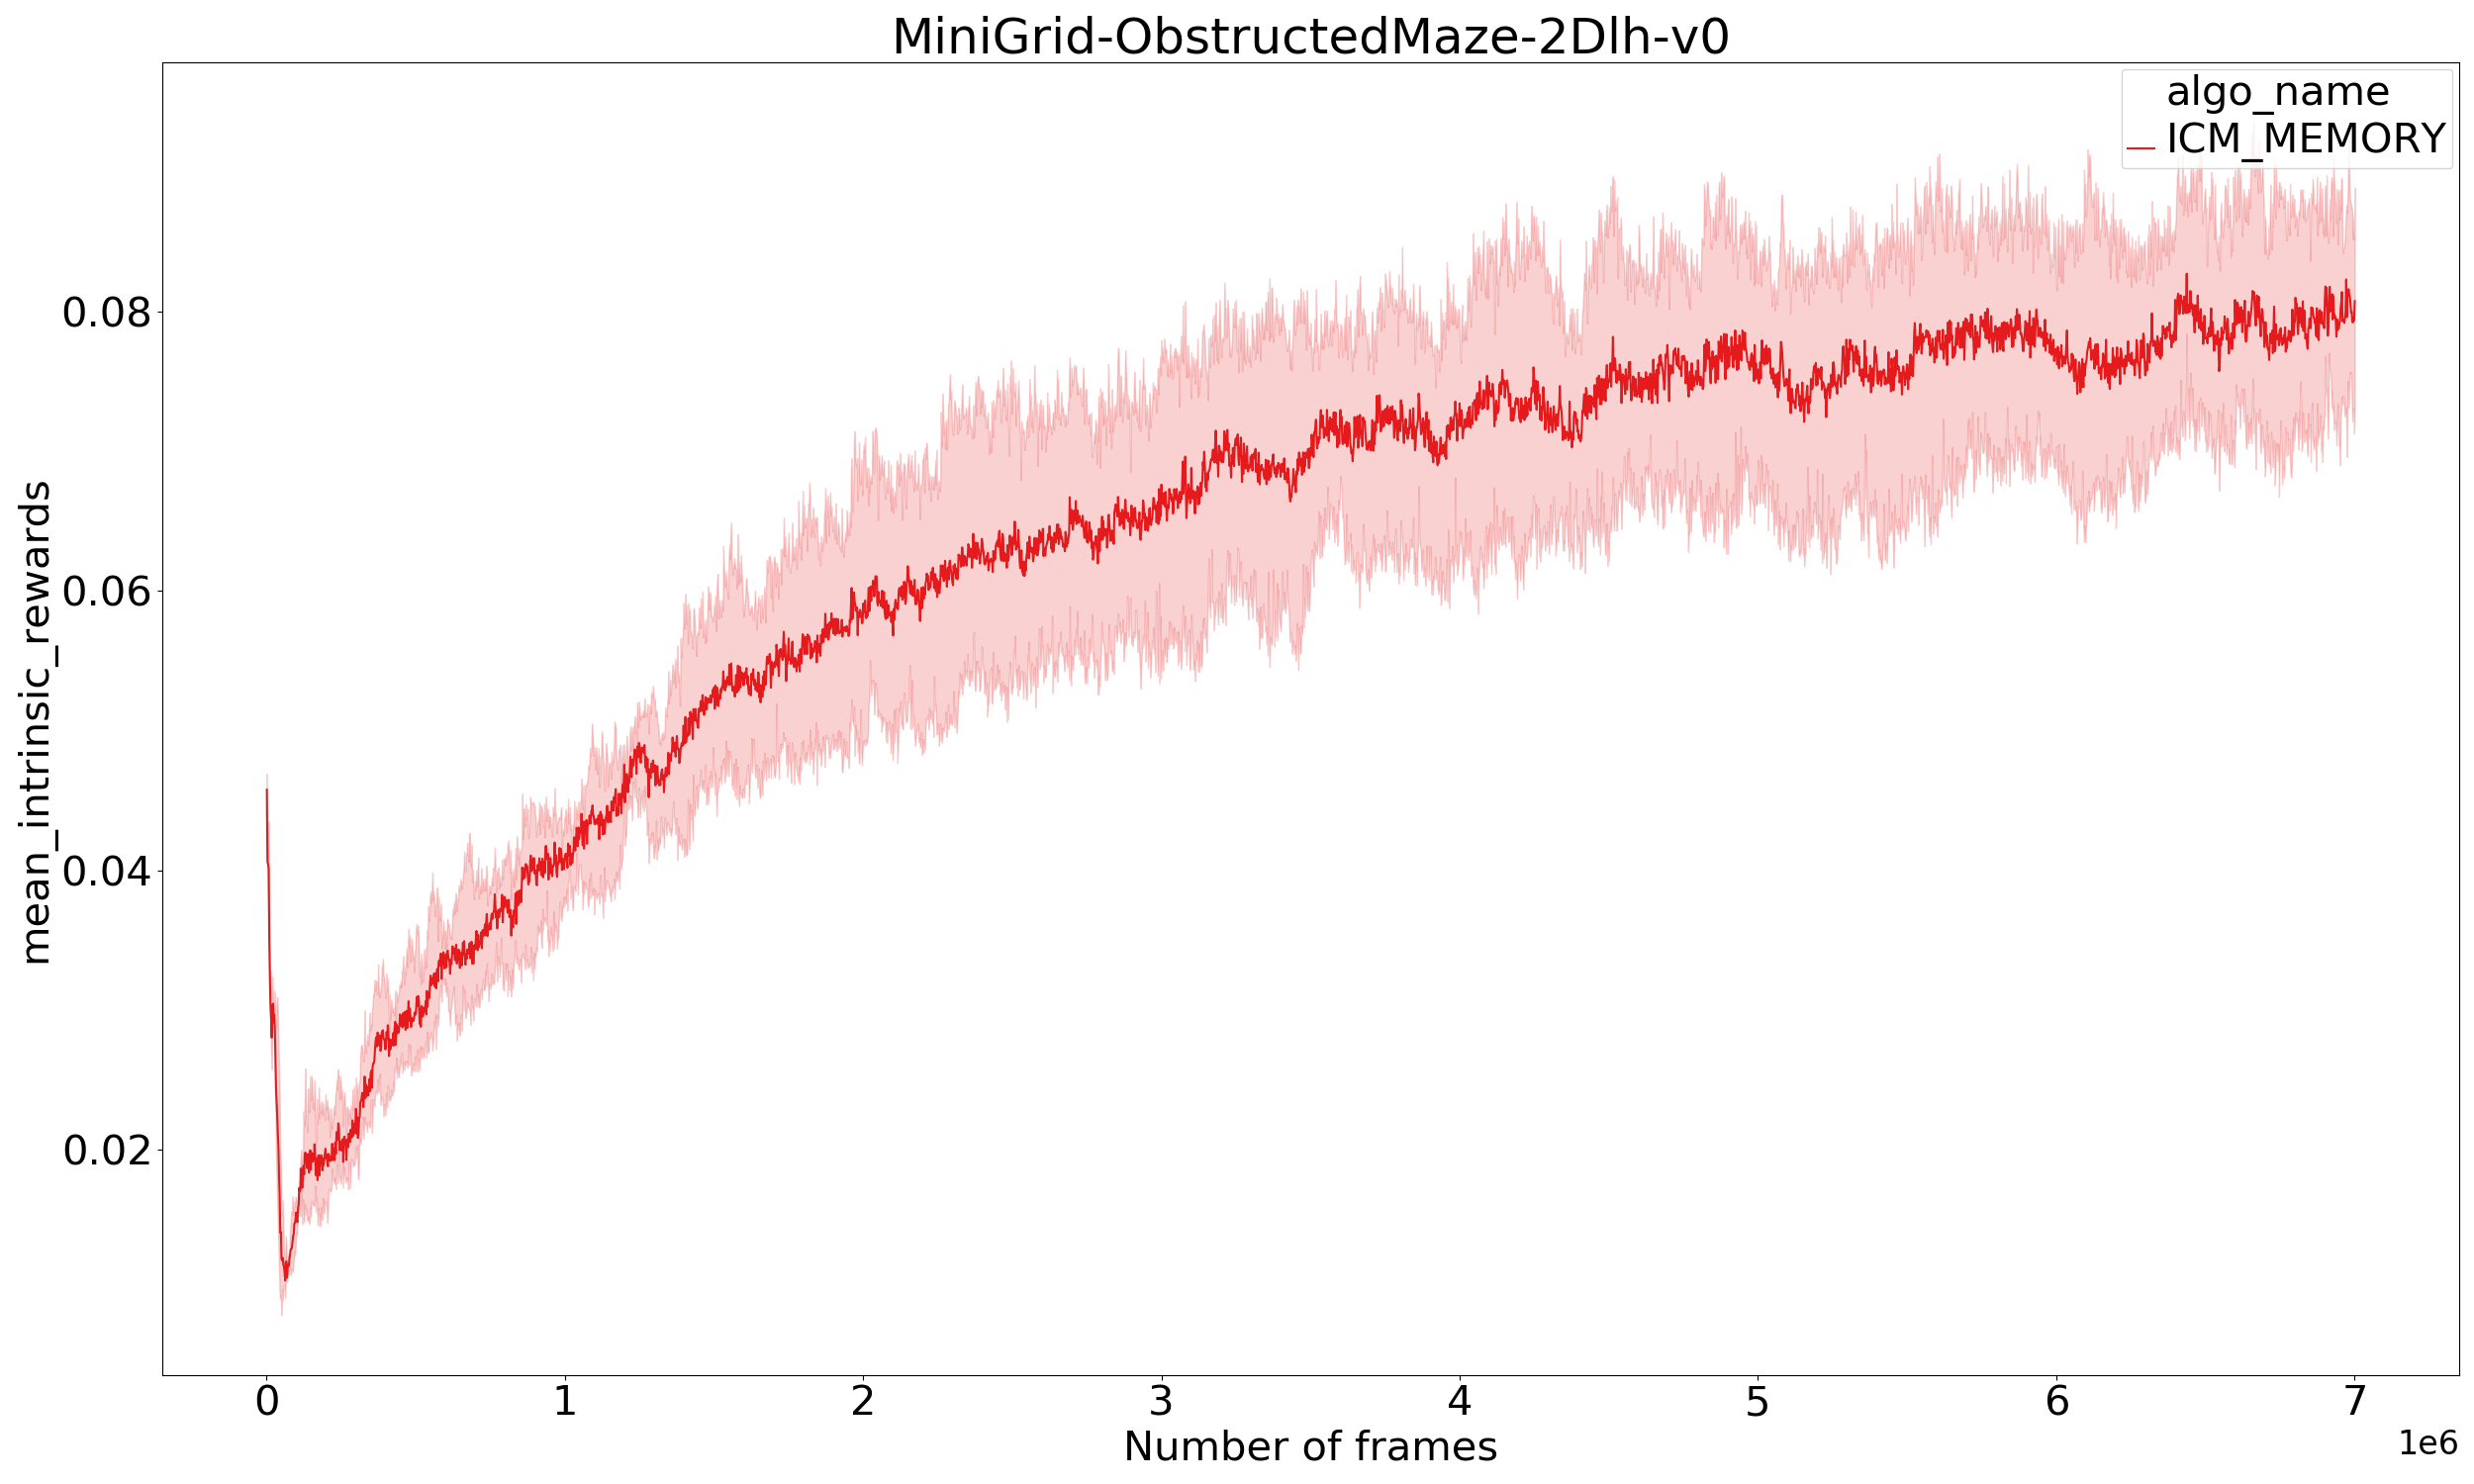 MiniGrid-ObstructedMaze-2Dlh-v0
algo_name
ICM_MEMORY
mean_intrinsic_rewards
0.08
0.06
0.04
0.02
0 1 2 3 4 5 6 7
Number of frames
1e6